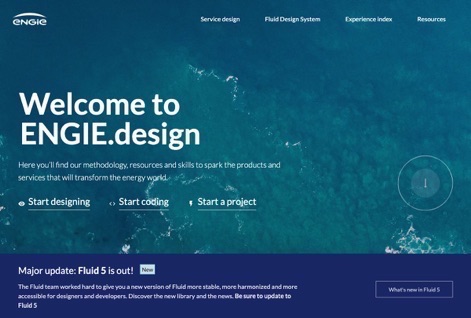 ENGIE
Service design
Fluid Design System
Experience index
Resources
Welcome to
ENGIE.design
Here you'll find our methodology, resources and skills to spark the products and
services that will transform the energy world.
Start designing
Start coding
Start a project
Major update: Fluid 5 is out! New
The Fluid team worked hard to give you a new version of Fluid more stable, more harmonized and more
accessible for designers and developers. Discover the new library and the news. Be sure to update to
Fluid 5
What's new in Fluid 5